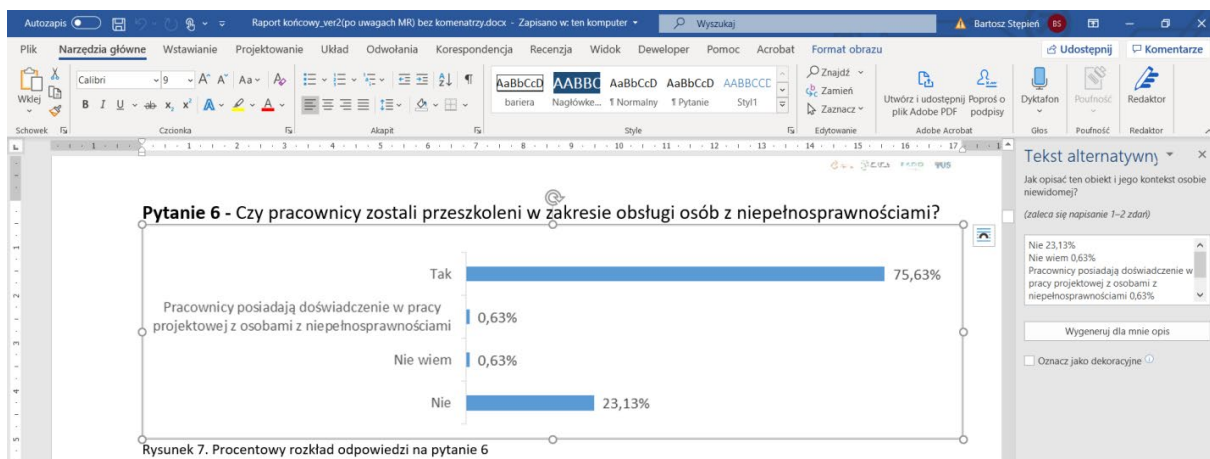 Autozapis
Raport końcowy_ver2(po uwagach MR) bez komenatrzy.docx - Zapisano w: ten komputer
Wyszukaj
Bartosz Stępień BS
Plik Narzędzia główne Wstawianie Projektowanie Układ Odwołania Korespondencja Recenzja Widok Deweloper Pomoc Acrobat Format obrazu
Udostępnij Komentarze
Wklej
Calibri 9
AaBbCcD AABBC AaBbCcD AaBbCcD AABBCCE
bariera Nagłówke... ¶ Normalny ¶ Pytanie Styl1
Znajdź
Zamień
Zaznacz
Utwórz i udostępnij plik Adobe PDF
Poproś o podpisy
Dyktafon
Poufność
Redaktor
Schowek Czcionka Akapit Style Edytowanie Adobe Acrobat Głos Poufność Redaktor
Pytanie 6 - Czy pracownicy zostali przeszkoleni w zakresie obsługi osób z niepełnosprawnościami?
Tak 75,63%
Pracownicy posiadają doświadczenie w pracy
projektowej z osobami z niepełnosprawnościami 0,63%
Nie wiem 0,63%
Nie 23,13%
Rysunek 7. Procentowy rozkład odpowiedzi na pytanie 6
Tekst alternatywny
Jak opisać ten obiekt i jego kontekst osobie
niewidomej?
(zaleca się napisanie 1–2 zdań)
Nie 23,13%
Nie wiem 0,63%
Pracownicy posiadają doświadczenie w
pracy projektowej z osobami z
niepełnosprawnościami 0,63%
Wygeneruj dla mnie opis
Oznacz jako dekoracyjne